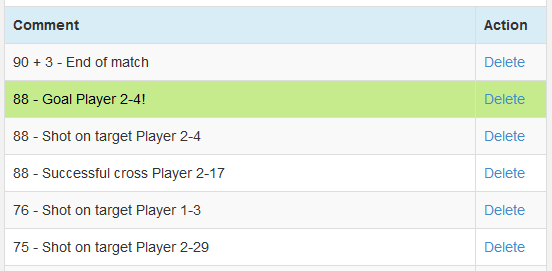 Comment Action
90 + 3 - End of match Delete
88 - Goal Player 2-4! Delete
88 - Shot on target Player 2-4 Delete
88 - Successful cross Player 2-17 Delete
76 - Shot on target Player 1-3 Delete
75 - Shot on target Player 2-29 Delete